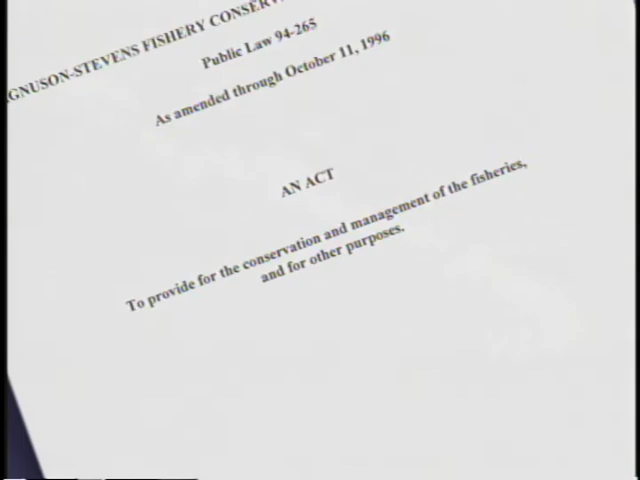 GNUSON-STEVENS FISHERY
Public Law 94-265
As amended through October 11, 1996
AN ACT
To provide for the conservation and management of the fisheries,
and for other purposes.